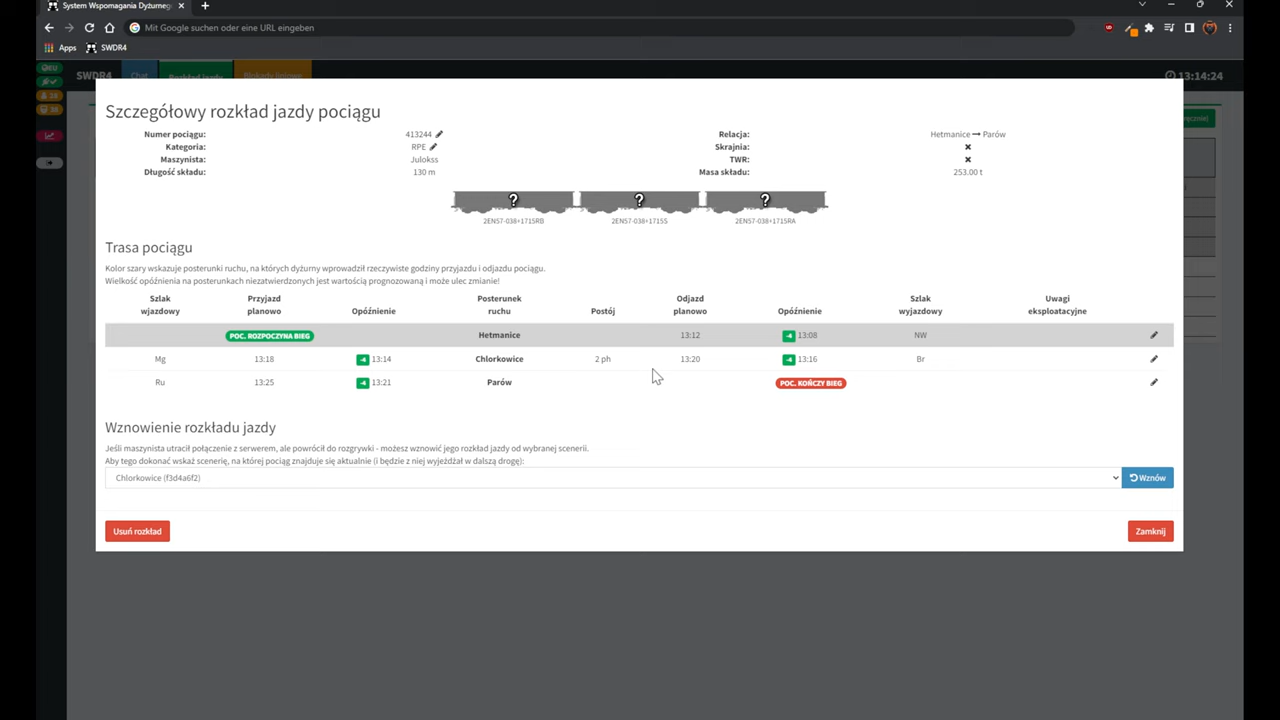 System Wspomagania Dyżurneg
Mit Google suchen oder eine URL eingeben
Apps SWDR4
EU SWDR4 Chat Rozkład jazdy Blokady liniowe 13:14:24
Szczegółowy rozkład jazdy pociągu
Numer pociągu: 413244 Relacja: Hetmanice → Parów
Kategoria: RPE Skrajnia:
Maszynista: Julokss TWR:
Długość składu: 130 m Masa składu: 253.00 t
? ? ?
2EN57-038+1715RB 2EN57-038+1715S 2EN57-038+1715RA
Trasa pociągu
Kolor szary wskazuje posterunki ruchu, na których dyżurny wprowadził rzeczywiste godziny przyjazdu i odjazdu pociągu.
Wielkość opóźnienia na posterunkach niezatwierdzonych jest wartością prognozowaną i może ulec zmianie!
Szlak wjazdowy Przyjazd planowo Opóźnienie Posterunek ruchu Postój Odjazd planowo Opóźnienie Szlak wyjazdowy Uwagi eksploatacyjne
POC. ROZPOCZYNA BIEG Hetmanice 13:12 -4 13:08 NW
Mg 13:18 -4 13:14 Chlorkowice 2 ph 13:20 -4 13:16 Br
Ru 13:25 -4 13:21 Parów POC. KOŃCZY BIEG
Wznowienie rozkładu jazdy
Jeśli maszynista utracił połączenie z serwerem, ale powrócił do rozgrywki - możesz wznowić jego rozkład jazdy od wybranej scenerii.
Aby tego dokonać wskaż scenerię, na której pociąg znajduje się aktualnie (i będzie z niej wyjeżdżał w dalszą drogę):
Chlorkowice (f3d4a6f2) Wznów
Usuń rozkład Zamknij